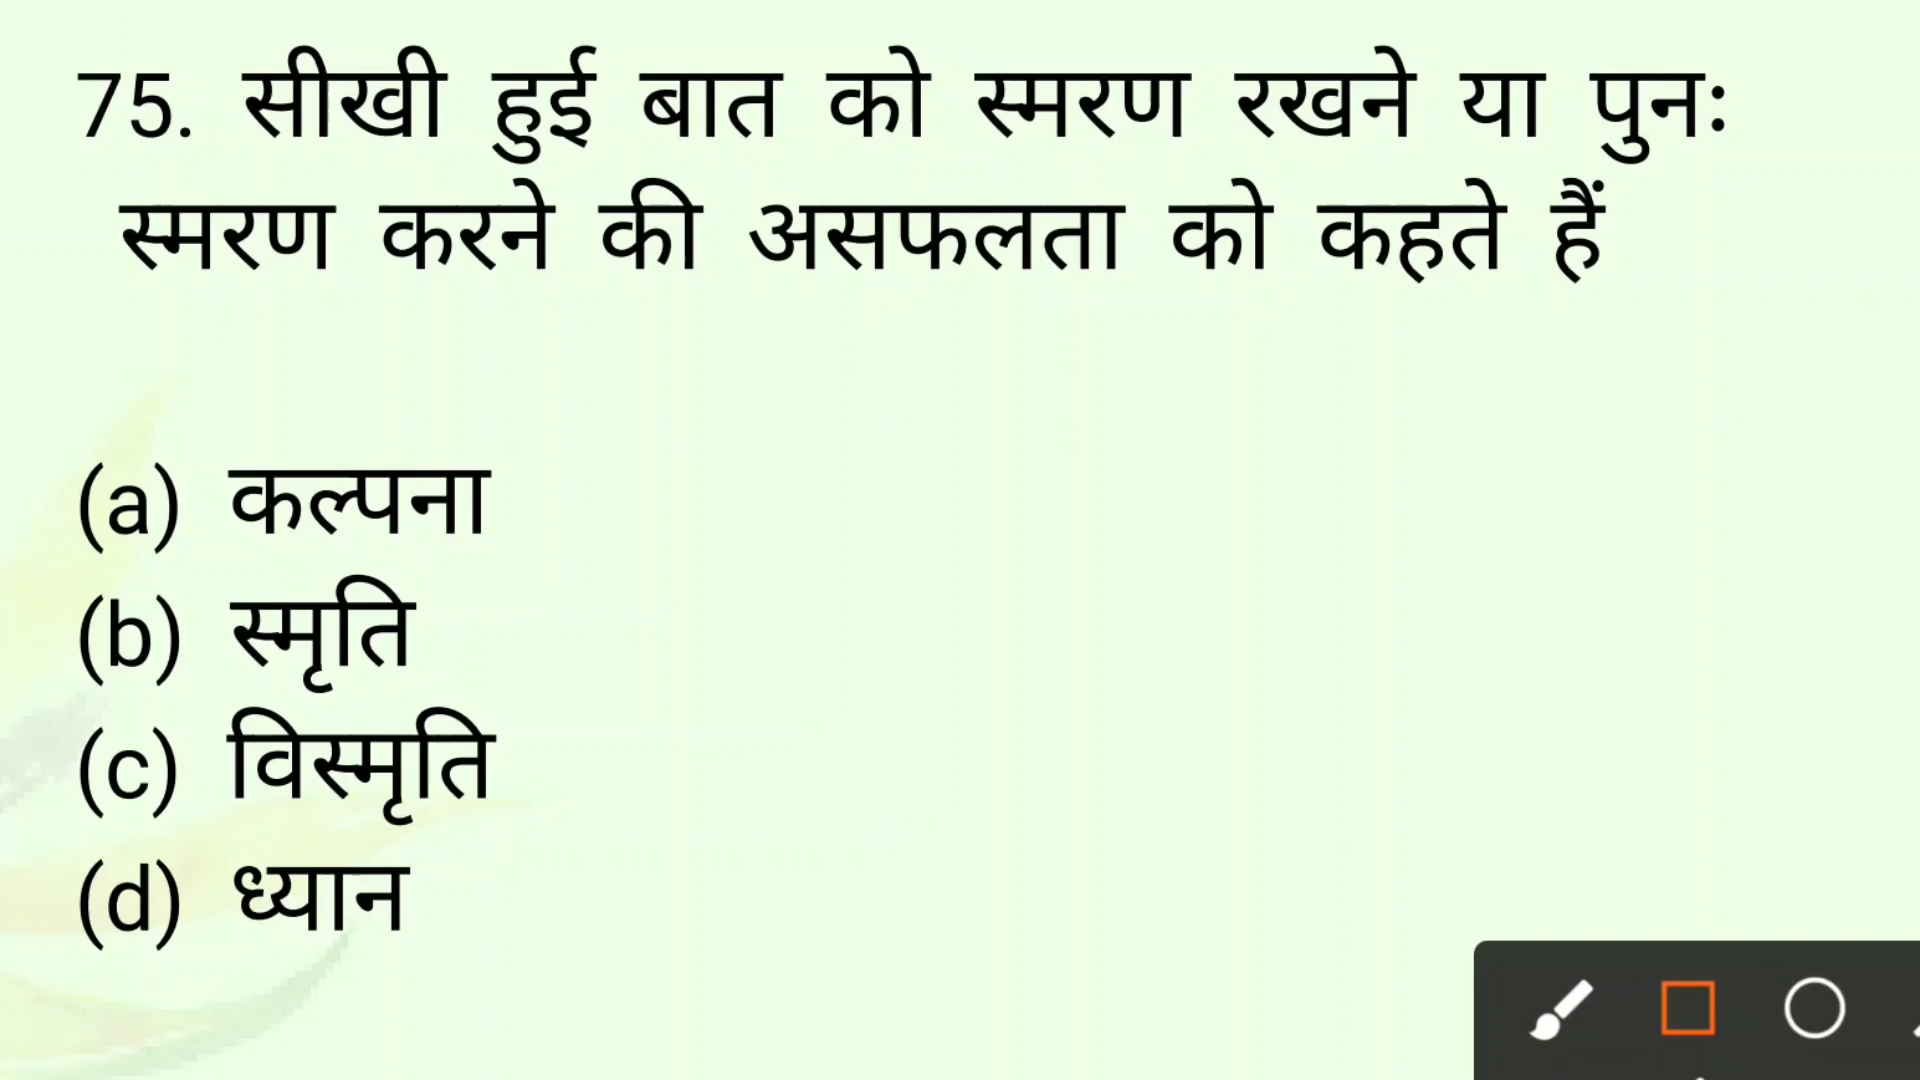 75. सीखी हुई बात को स्मरण रखने या पुनः
स्मरण करने की असफलता को कहते हैं
(a) कल्पना
(b) स्मृति
(c) विस्मृति
(d) ध्यान